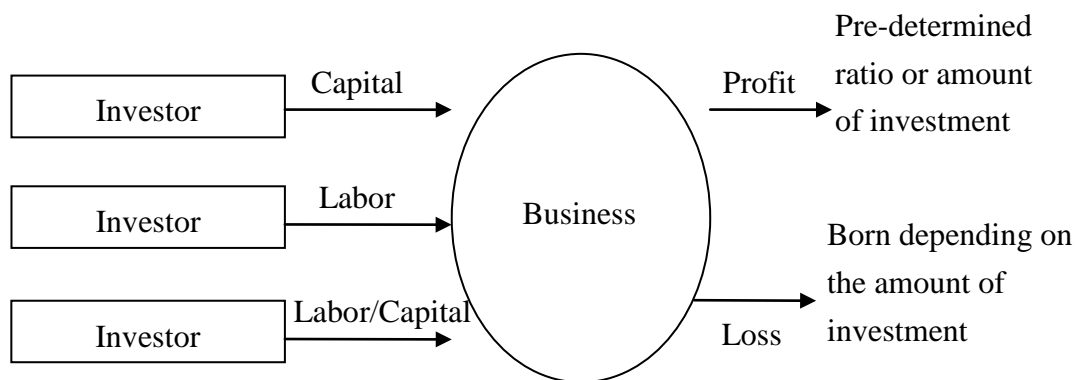 Investor
Capital
Investor
Labor
Investor
Labor/Capital
Business
Profit
Pre-determined
ratio or amount
of investment
Loss
Born depending on
the amount of
investment